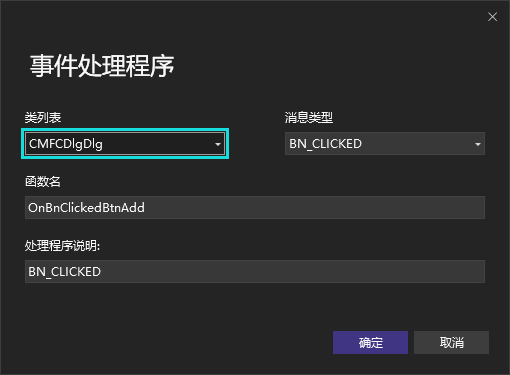 事件处理程序
类列表
消息类型
CMFCDlgDlg
BN_CLICKED
函数名
OnBnClickedBtnAdd
处理程序说明:
BN_CLICKED
确定
取消